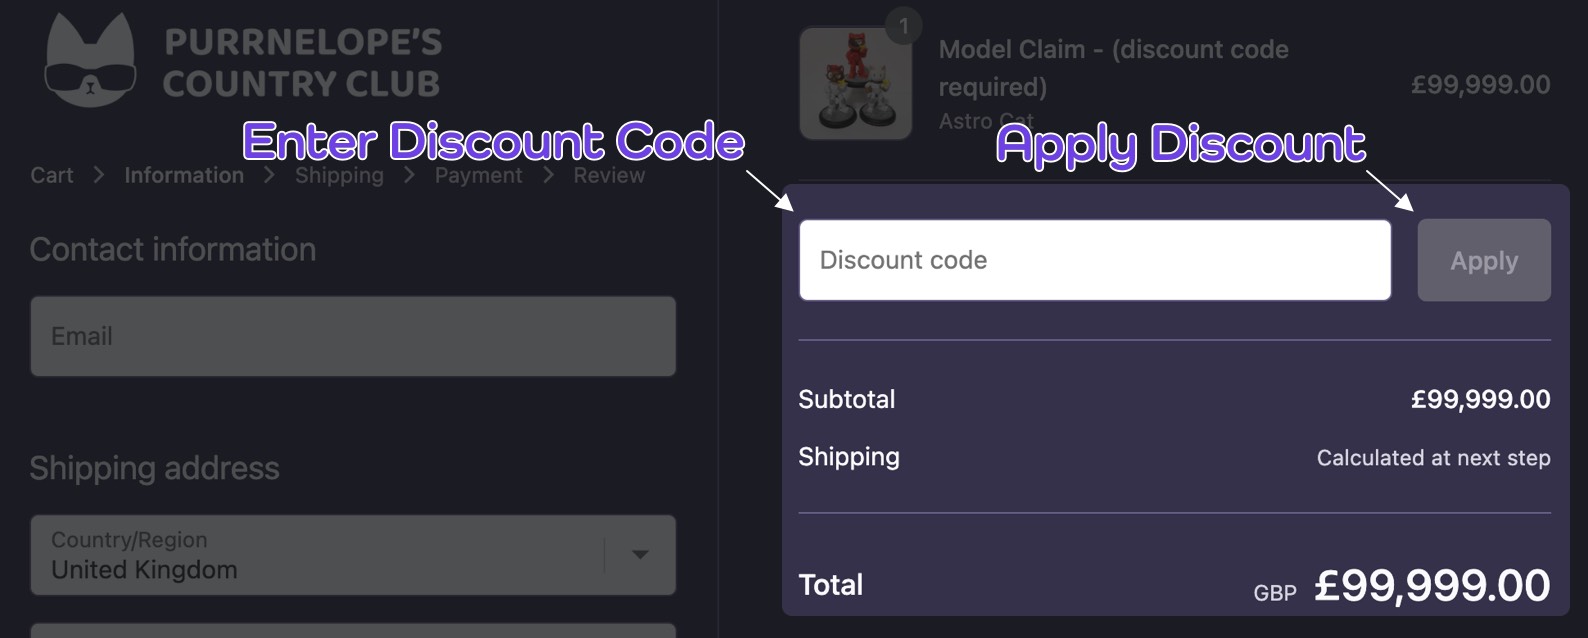 PURRNELOPE'S
COUNTRY CLUB
Enter Discount Code
Cart > Information > Shipping > Payment > Review
Contact information
Email
Shipping address
Country/Region
United Kingdom
1
Model Claim - (discount code
required)
£99,999.00
Astro Cat
Apply Discount
Discount code
Apply
Subtotal
£99,999.00
Shipping
Calculated at next step
Total
GBP £99,999.00